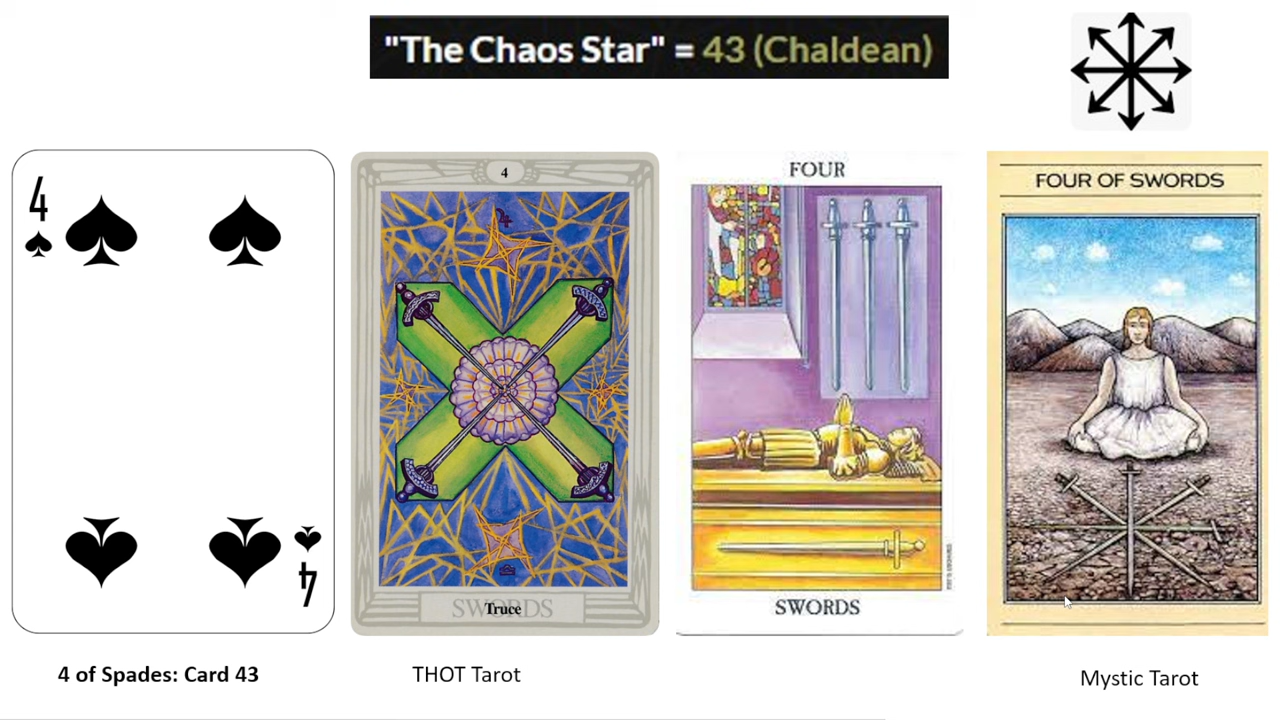 "The Chaos Star" = 43 (Chaldean)
4
4
FOUR
FOUR OF SWORDS
4
SWORDS
Truce
SWORDS
4 of Spades: Card 43
THOT Tarot
Mystic Tarot